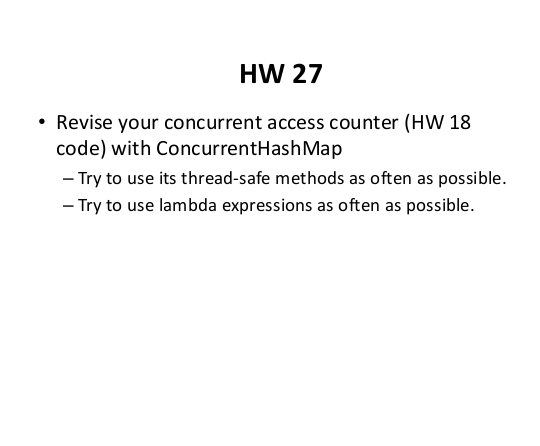 HW 27
• Revise your concurrent access counter (HW 18
code) with ConcurrentHashMap
– Try to use its thread-safe methods as often as possible.
– Try to use lambda expressions as often as possible.